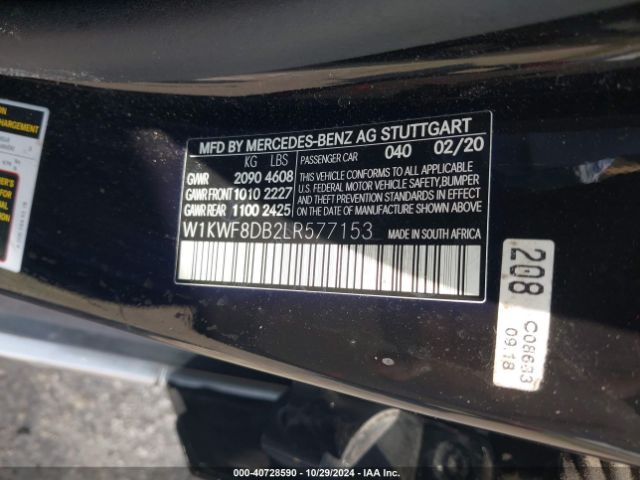 MFD BY MERCEDES-BENZ AG STUTTGART
KG LBS PASSENGER CAR 040 02/20
GVWR 2090 4608
GAWR FRONT 1010 2227
GAWR REAR 1100 2425
THIS VEHICLE CONFORMS TO ALL APPLICABLE
U.S. FEDERAL MOTOR VEHICLE SAFETY, BUMPER
AND THEFT PREVENTION STANDARDS IN EFFECT
ON THE DATE OF MANUFACTURE SHOWN ABOVE.
W1KWF8DB2LR577153 MADE IN SOUTH AFRICA
208
C08633
09.18
000-40728590 - 10/29/2024 - IAA Inc.